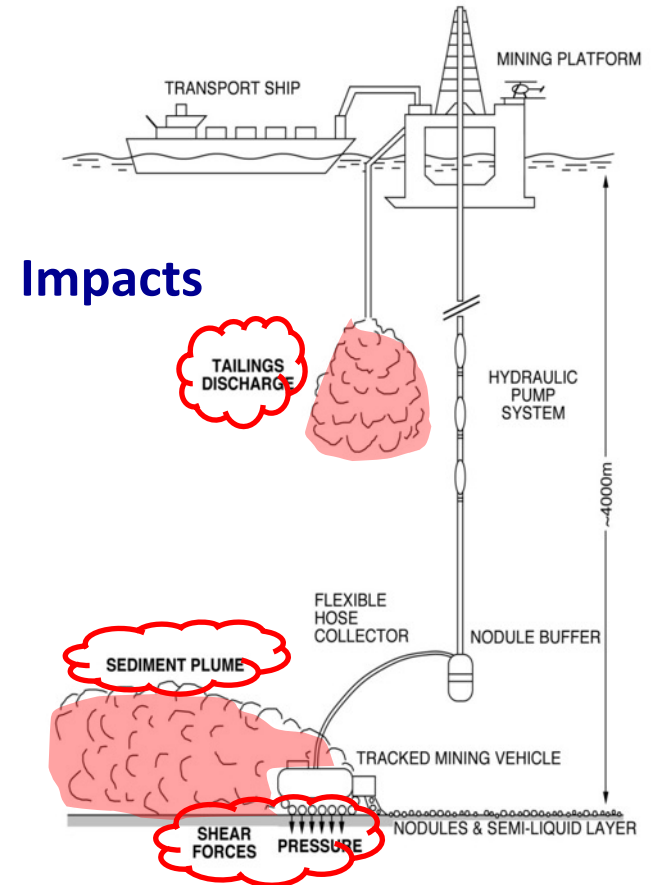 MINING PLATFORM
TRANSPORT SHIP
Impacts
TAILINGS
DISCHARGE
HYDRAULIC
PUMP
SYSTEM
~4000m
FLEXIBLE
HOSE
COLLECTOR
NODULE BUFFER
SEDIMENT PLUME
TRACKED MINING VEHICLE
NODULES & SEMI-LIQUID LAYER
SHEAR
FORCES
PRESSURE